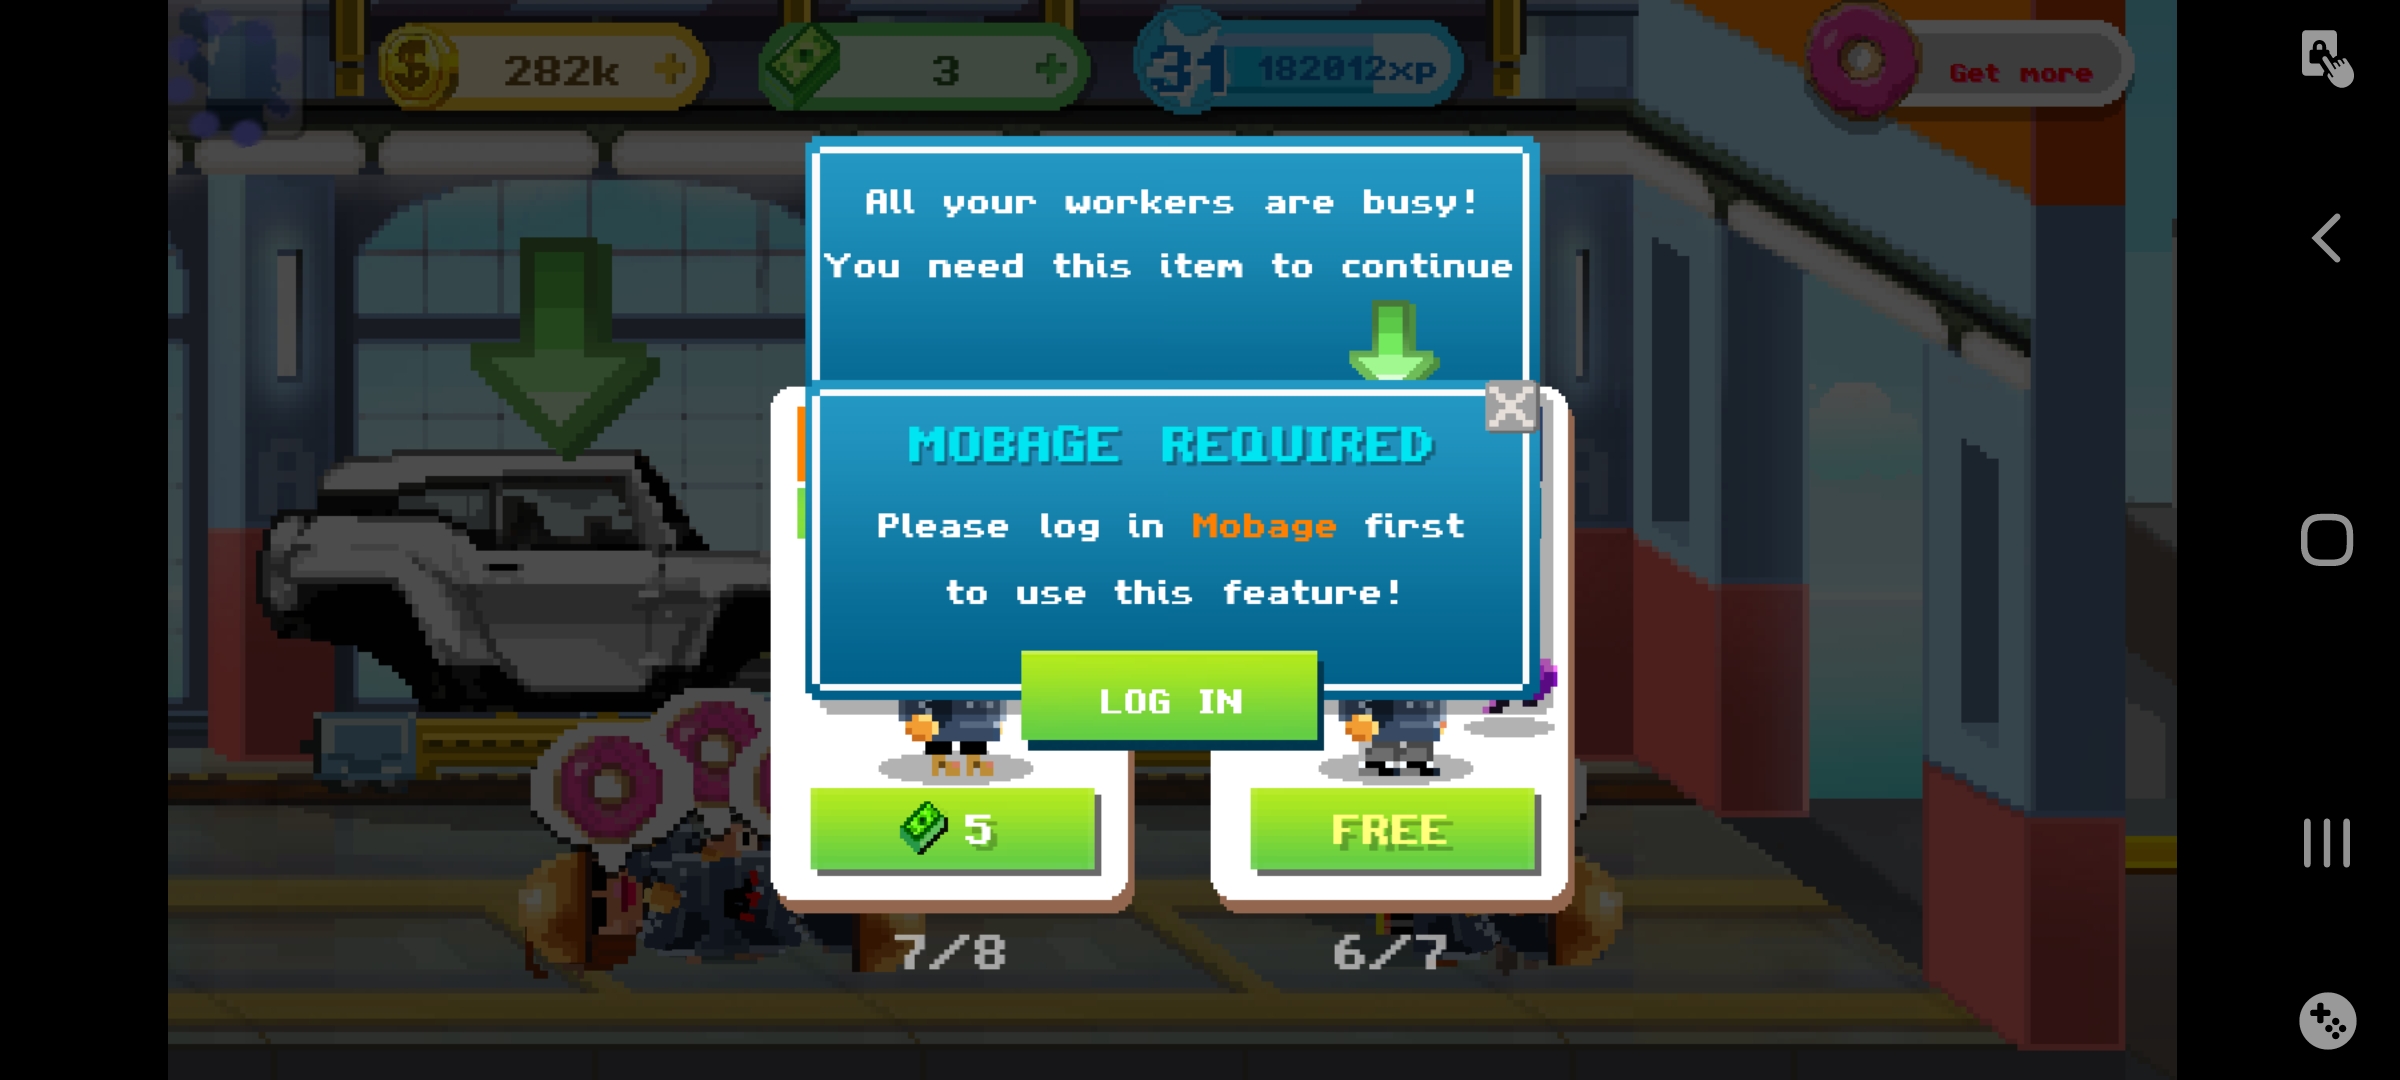 282k
3
31
182012xp
Get more
All your workers are busy!
You need this item to continue
MOBAGE REQUIRED
Please log in Mobage first
to use this feature!
LOG IN
5
FREE
7/8
6/7